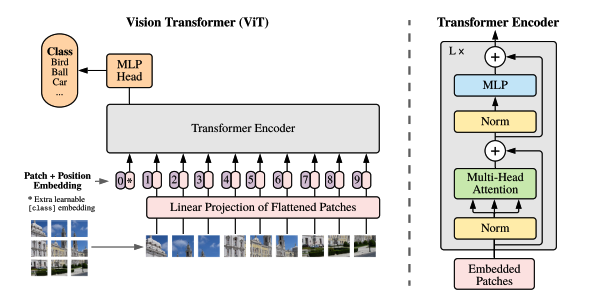 Vision Transformer (ViT)
Class
Bird
Ball
Car
...
MLP
Head
Transformer Encoder
Patch + Position
Embedding
* Extra learnable
[class] embedding
0 * 1 2 3 4 5 6 7 8 9
Linear Projection of Flattened Patches
Transformer Encoder
L x
+
MLP
Norm
+
Multi-Head
Attention
Norm
Embedded
Patches